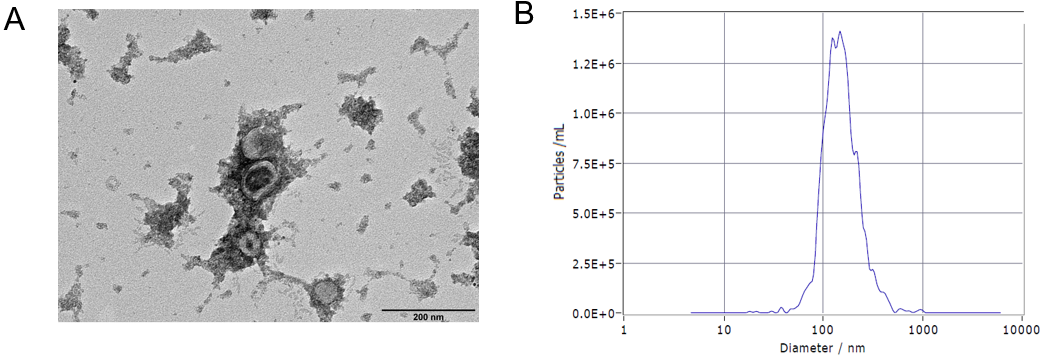 A
200 nm
B
Particles /mL
1.5E+6
1.2E+6
1.0E+6
7.5E+5
5.0E+5
2.5E+5
0.0E+0
1
10
100
1000
10000
Diameter / nm